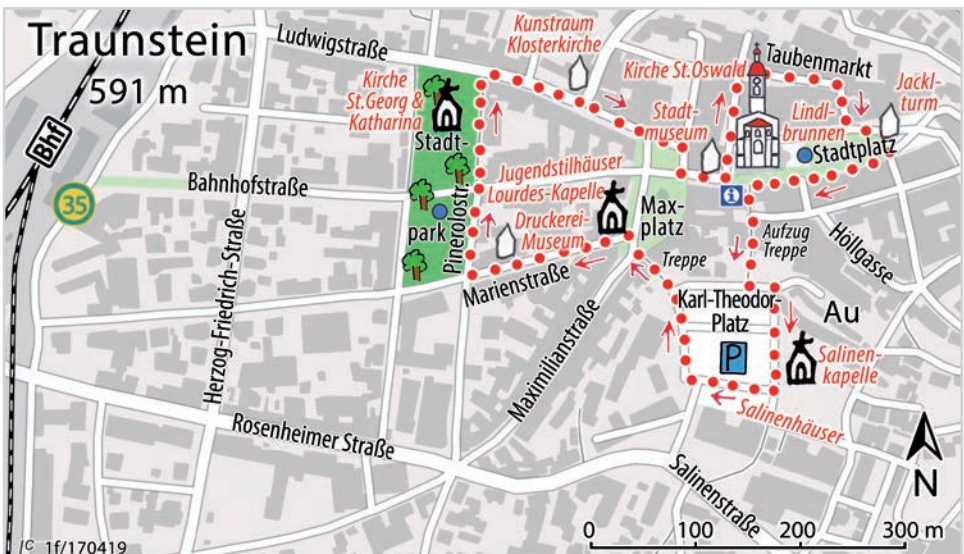 Traunstein
591 m
Ludwigstraße
Kunstraum
Klosterkirche
Kirche
St.Georg &
Katharina
Kirche St.Oswald
Taubenmarkt
Jackl-
turm
Stadt-
museum
Lindl-
brunnen
Stadtplatz
Bhf
35
Bahnhofstraße
Stadt-
park
Pinerolostr.
Jugendstilhäuser
Lourdes-Kapelle
Druckerei-
Museum
Max-
platz
i
Aufzug
Treppe
Höllgasse
Marienstraße
Treppe
Herzog-Friedrich-Straße
Maximilianstraße
Karl-Theodor-
Platz
P
Au
Salinen-
kapelle
Salinenhäuser
Rosenheimer Straße
Salinenstraße
N
0 100 200 300 m
IC 1f/170419